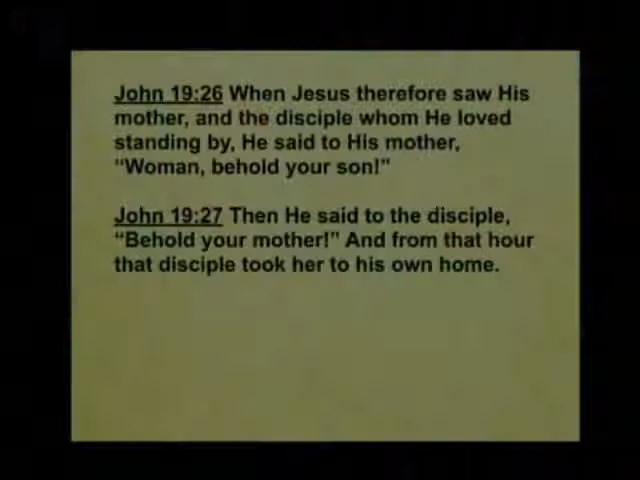 John 19:26 When Jesus therefore saw His
mother, and the disciple whom He loved
standing by, He said to His mother,
“Woman, behold your son!”
John 19:27 Then He said to the disciple,
“Behold your mother!” And from that hour
that disciple took her to his own home.